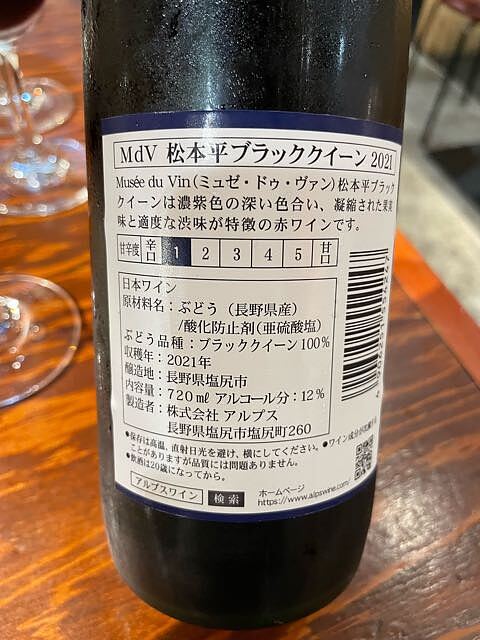 MdV 松本平ブラッククイーン 2021
Musée du Vin(ミュゼ・ドゥ・ヴァン)松本平ブラック
クイーンは濃紫色の深い色合い、凝縮された果実
味と適度な渋味が特徴の赤ワインです。
甘辛度 辛口 1 2 3 4 5 甘口
日本ワイン
原材料名:ぶどう(長野県産)
/酸化防止剤(亜硫酸塩)
ぶどう品種:ブラッククイーン100%
収穫年:2021年
醸造地:長野県塩尻市
内容量:720㎖ アルコール分:12%
製造者:株式会社 アルプス
長野県塩尻市塩尻町260
●保存は高温、直射日光を避け、横にしてください。●ワイン成分が
ことがありますが品質には問題ありません。
●飲酒は20歳になってから。
アルプスワイン 検索
ホームページ
https://www.alpswine.com/